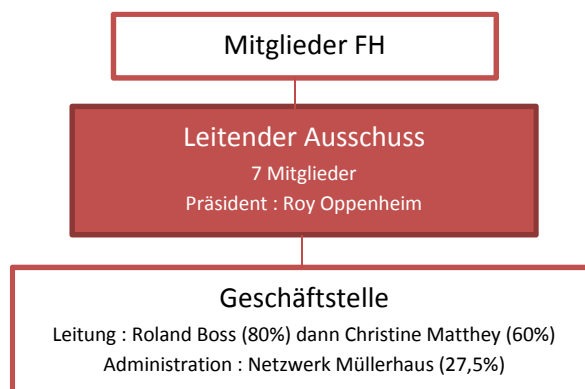 Mitglieder FH
Leitender Ausschuss
7 Mitglieder
Präsident : Roy Oppenheim
Geschäftstelle
Leitung : Roland Boss (80%) dann Christine Matthey (60%)
Administration : Netzwerk Müllerhaus (27,5%)